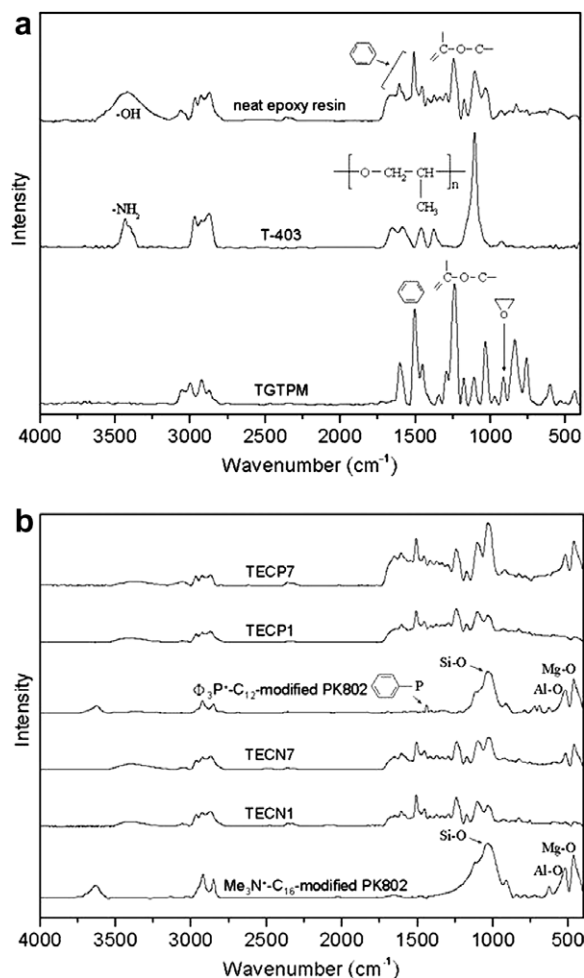 a
neat epoxy resin
-OH
C
O
C
O
CH2
CH
n
CH3
-NH2
T-403
C
O
C
O
TGTPM
Intensity
4000 3500 3000 2500 2000 1500 1000 500
Wavenumber (cm-1)
b
TECP7
TECP1
Φ3P+-C12-modified PK802
P
Si-O
Mg-O
Al-O
TECN7
TECN1
Me3N+-C16-modified PK802
Si-O
Mg-O
Al-O
Intensity
4000 3500 3000 2500 2000 1500 1000 500
Wavenumber (cm-1)